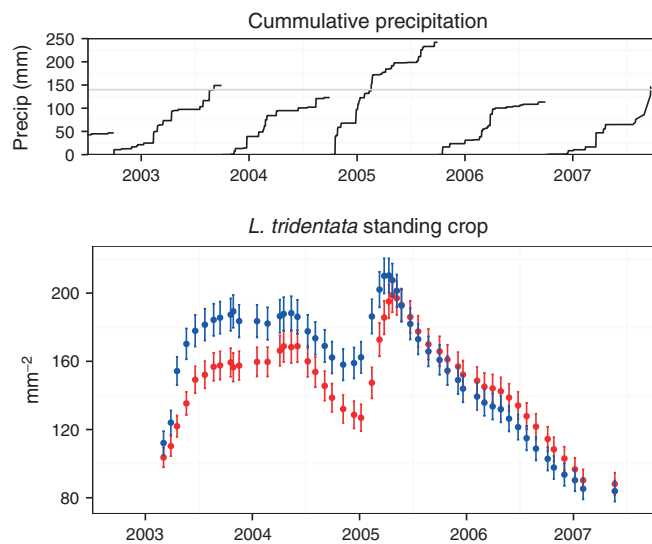 Cummulative precipitation
Precip (mm)
250
200
150
100
50
0
2003 2004 2005 2006 2007
L. tridentata standing crop
mm⁻²
200
160
120
80
2003 2004 2005 2006 2007